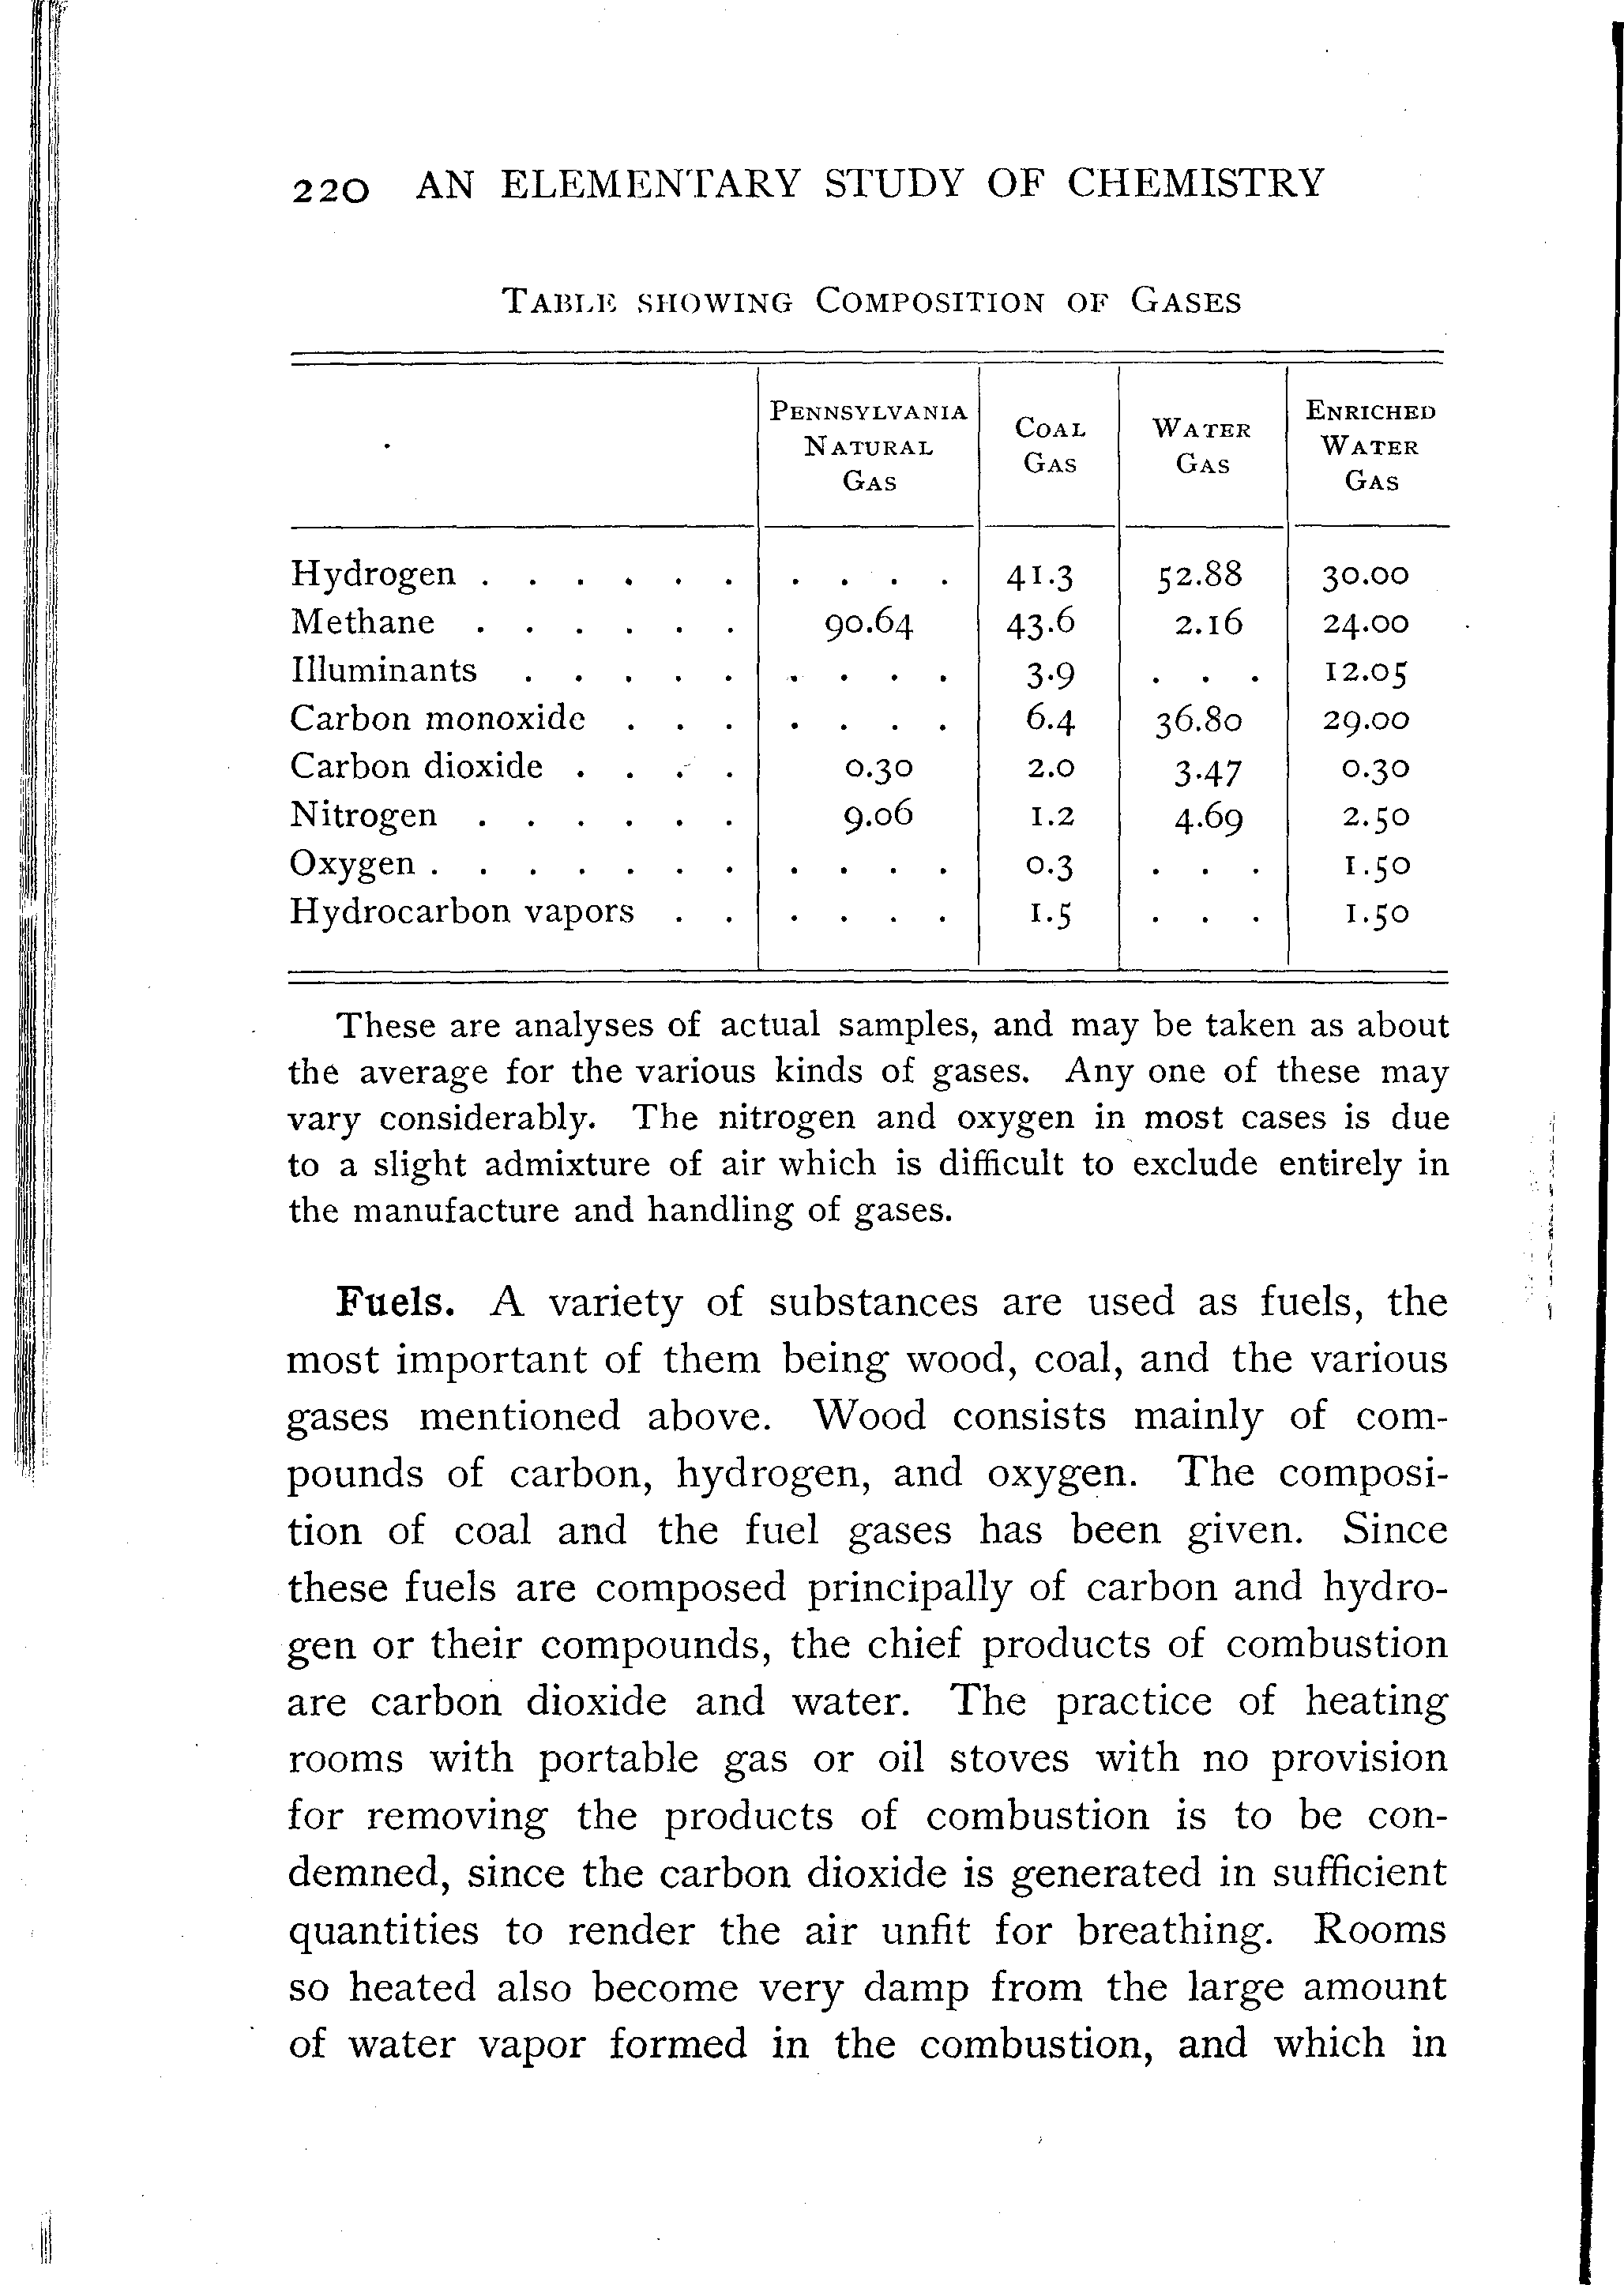 220 AN ELEMENTARY STUDY OF CHEMISTRY
TABLE SHOWING COMPOSITION OF GASES
PENNSYLVANIA NATURAL GAS COAL GAS WATER GAS ENRICHED WATER GAS
Hydrogen . . . . . . . . . . 41.3 52.88 30.00
Methane . . . . . . 90.64 43.6 2.16 24.00
Illuminants . . . . . . . . . 3.9 . . . 12.05
Carbon monoxide . . . . . . . 6.4 36.80 29.00
Carbon dioxide . . . . 0.30 2.0 3.47 0.30
Nitrogen . . . . . . 9.06 1.2 4.69 2.50
Oxygen . . . . . . . . . . . 0.3 . . . 1.50
Hydrocarbon vapors . . . . . . 1.5 . . . 1.50
These are analyses of actual samples, and may be taken as about
the average for the various kinds of gases. Any one of these may
vary considerably. The nitrogen and oxygen in most cases is due
to a slight admixture of air which is difficult to exclude entirely in
the manufacture and handling of gases.
Fuels. A variety of substances are used as fuels, the
most important of them being wood, coal, and the various
gases mentioned above. Wood consists mainly of com-
pounds of carbon, hydrogen, and oxygen. The composi-
tion of coal and the fuel gases has been given. Since
these fuels are composed principally of carbon and hydro-
gen or their compounds, the chief products of combustion
are carbon dioxide and water. The practice of heating
rooms with portable gas or oil stoves with no provision
for removing the products of combustion is to be con-
demned, since the carbon dioxide is generated in sufficient
quantities to render the air unfit for breathing. Rooms
so heated also become very damp from the large amount
of water vapor formed in the combustion, and which in